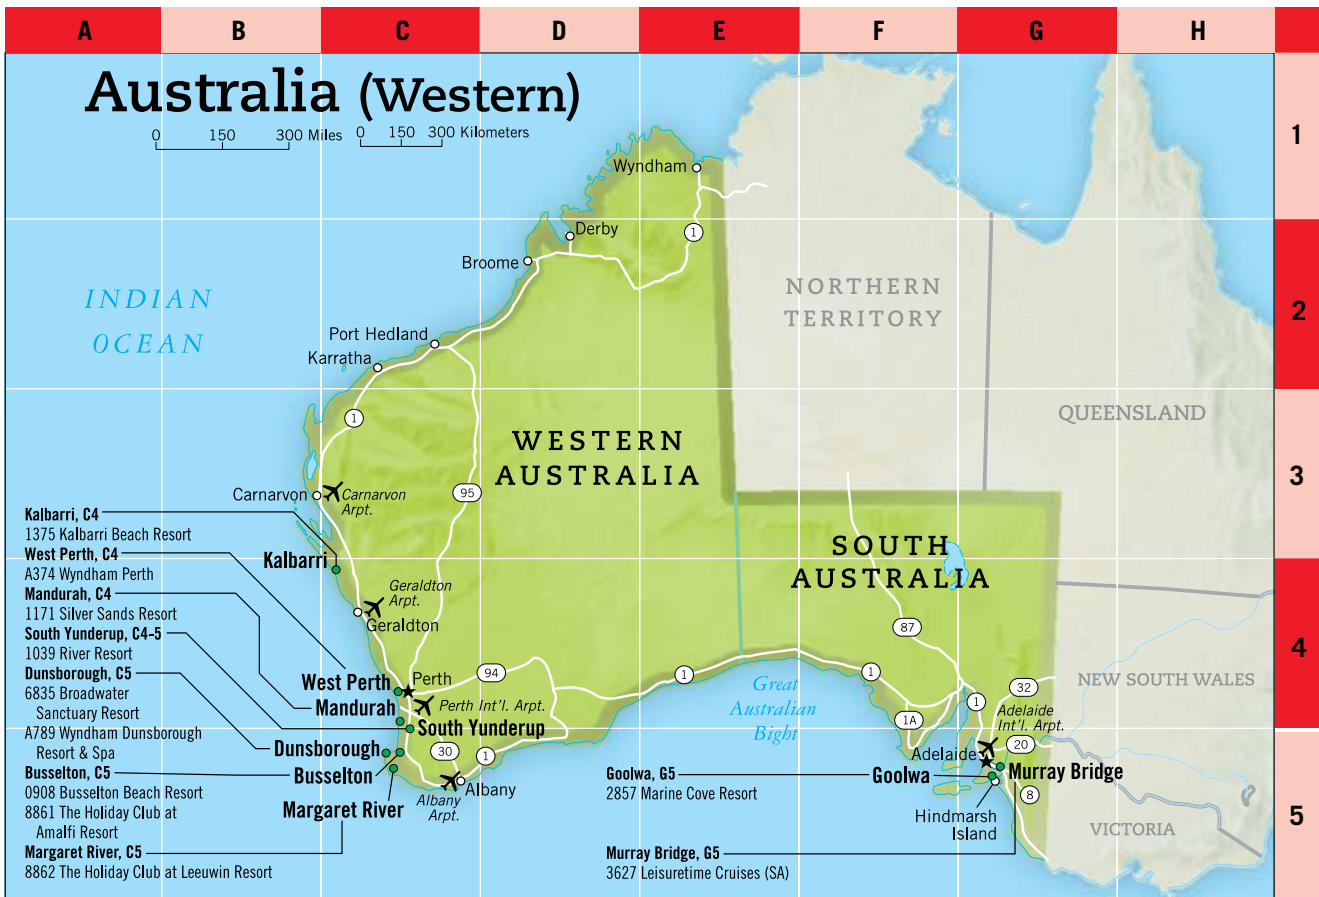 A B C D E F G H
Australia (Western)
0 150 300 Miles 0 150 300 Kilometers
1
2
3
4
5
Wyndham
Derby
1
Broome
INDIAN
OCEAN
NORTHERN
TERRITORY
Port Hedland
Karratha
1
QUEENSLAND
WESTERN
AUSTRALIA
95
Carnarvon
Carnarvon
Arpt.
SOUTH
AUSTRALIA
Kalbarri
Geraldton
Arpt.
Geraldton
87
94
West Perth
Perth
Perth Int'l. Arpt.
Mandurah
South Yunderup
Dunsborough
30
1
Busselton
Albany
Margaret River
Albany
Arpt.
1
Great
Australian
Bight
1
1A
1
32
NEW SOUTH WALES
Adelaide
Int'l. Arpt.
20
Adelaide
Goolwa
Murray Bridge
8
Hindmarsh
Island
VICTORIA
Kalbarri, C4
1375 Kalbarri Beach Resort
West Perth, C4
A374 Wyndham Perth
Mandurah, C4
1171 Silver Sands Resort
South Yunderup, C4-5
1039 River Resort
Dunsborough, C5
6835 Broadwater
Sanctuary Resort
A789 Wyndham Dunsborough
Resort & Spa
Busselton, C5
0908 Busselton Beach Resort
8861 The Holiday Club at
Amalfi Resort
Margaret River, C5
8862 The Holiday Club at Leeuwin Resort
Goolwa, G5
2857 Marine Cove Resort
Murray Bridge, G5
3627 Leisuretime Cruises (SA)